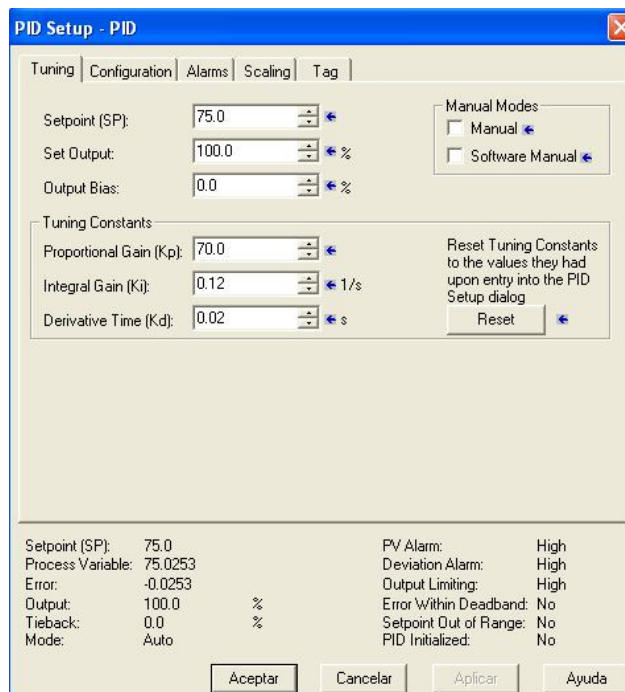 PID Setup - PID
Tuning Configuration Alarms Scaling Tag
Setpoint (SP): 75.0
Set Output: 100.0 %
Output Bias: 0.0 %
Manual Modes
Manual
Software Manual
Tuning Constants
Proportional Gain (Kp): 70.0
Integral Gain (Ki): 0.12 1/s
Derivative Time (Kd): 0.02 s
Reset Tuning Constants
to the values they had
upon entry into the PID
Setup dialog
Reset
Setpoint (SP): 75.0
Process Variable: 75.0253
Error: -0.0253
Output: 100.0 %
Tieback: 0.0 %
Mode: Auto
PV Alarm: High
Deviation Alarm: High
Output Limiting: High
Error Within Deadband: No
Setpoint Out of Range: No
PID Initialized: No
Aceptar Cancelar Aplicar Ayuda